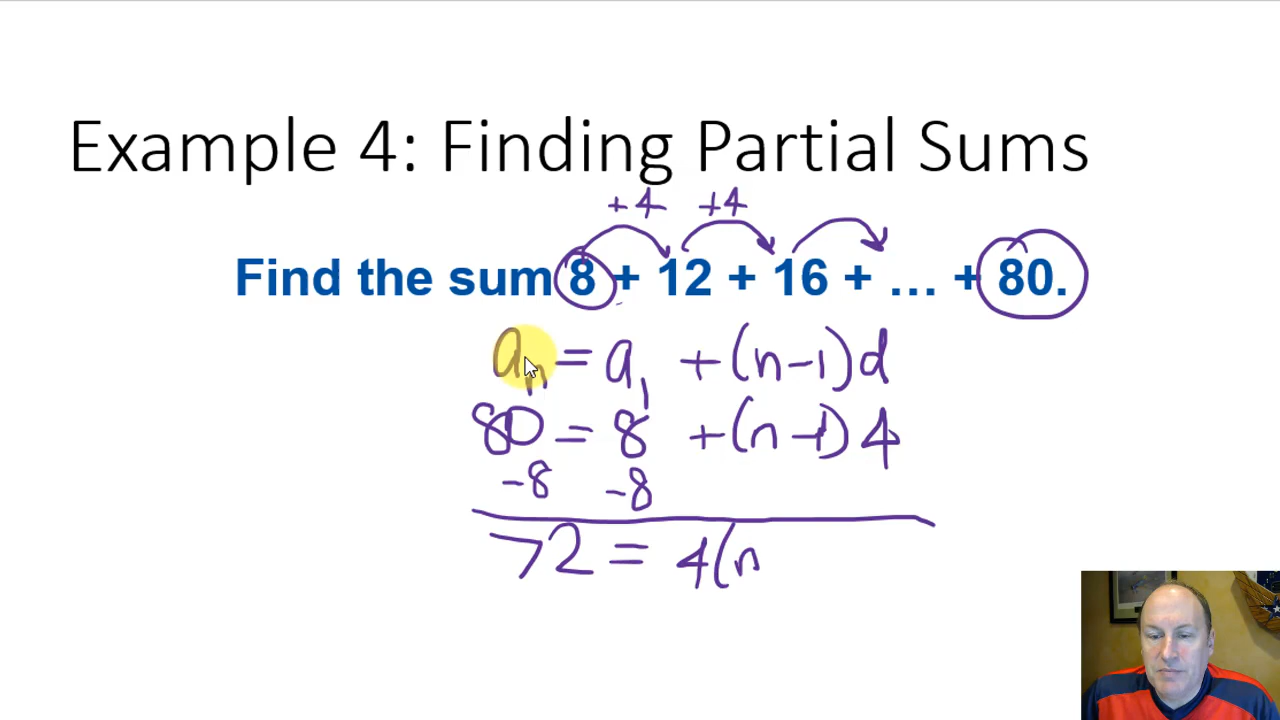 Example 4: Finding Partial Sums
+4 +4
Find the sum 8 + 12 + 16 + ... + 80.
aₙ = a₁ + (n-1)d
80 = 8 + (n-1)4
-8 -8
72 = 4(n